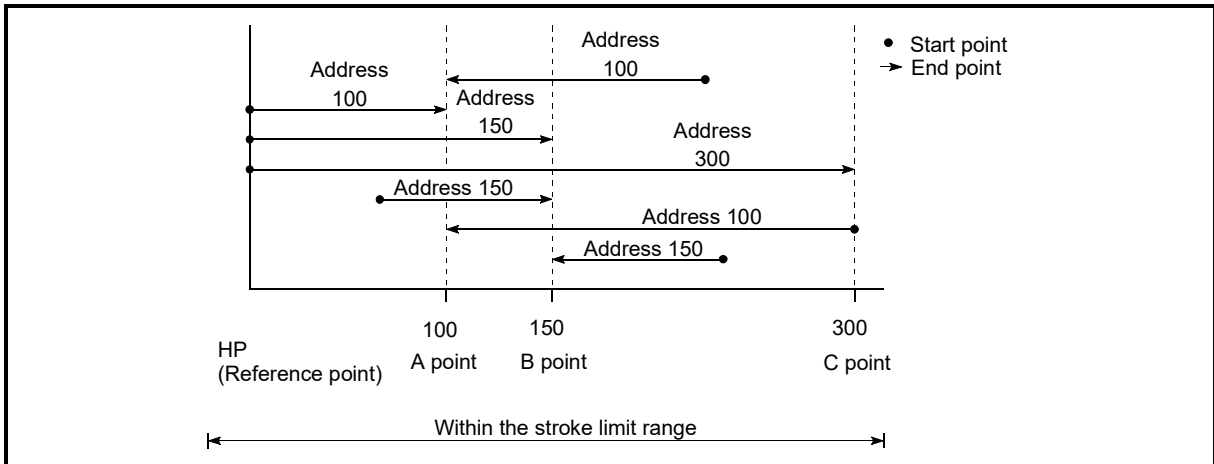 Address
100
Start point
End point
Address
100
Address
150
Address
300
Address 150
Address 100
Address 150
100
150
300
HP
(Reference point)
A point
B point
C point
Within the stroke limit range